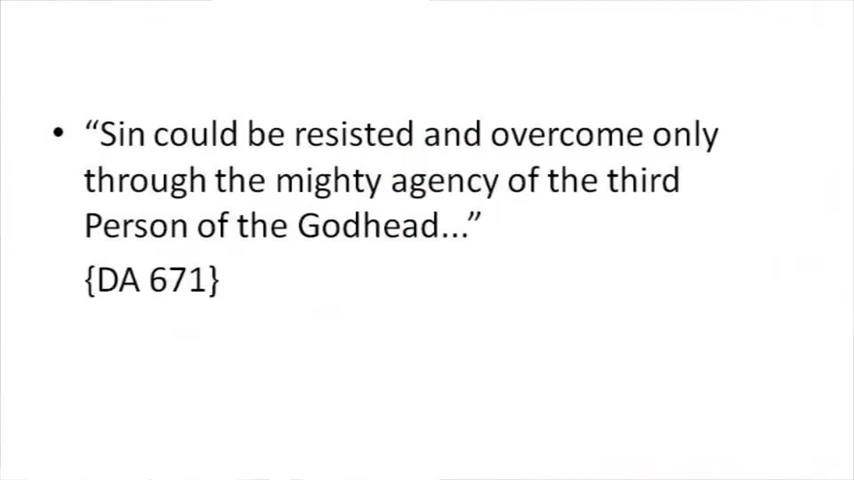 • “Sin could be resisted and overcome only
through the mighty agency of the third
Person of the Godhead...”
{DA 671}